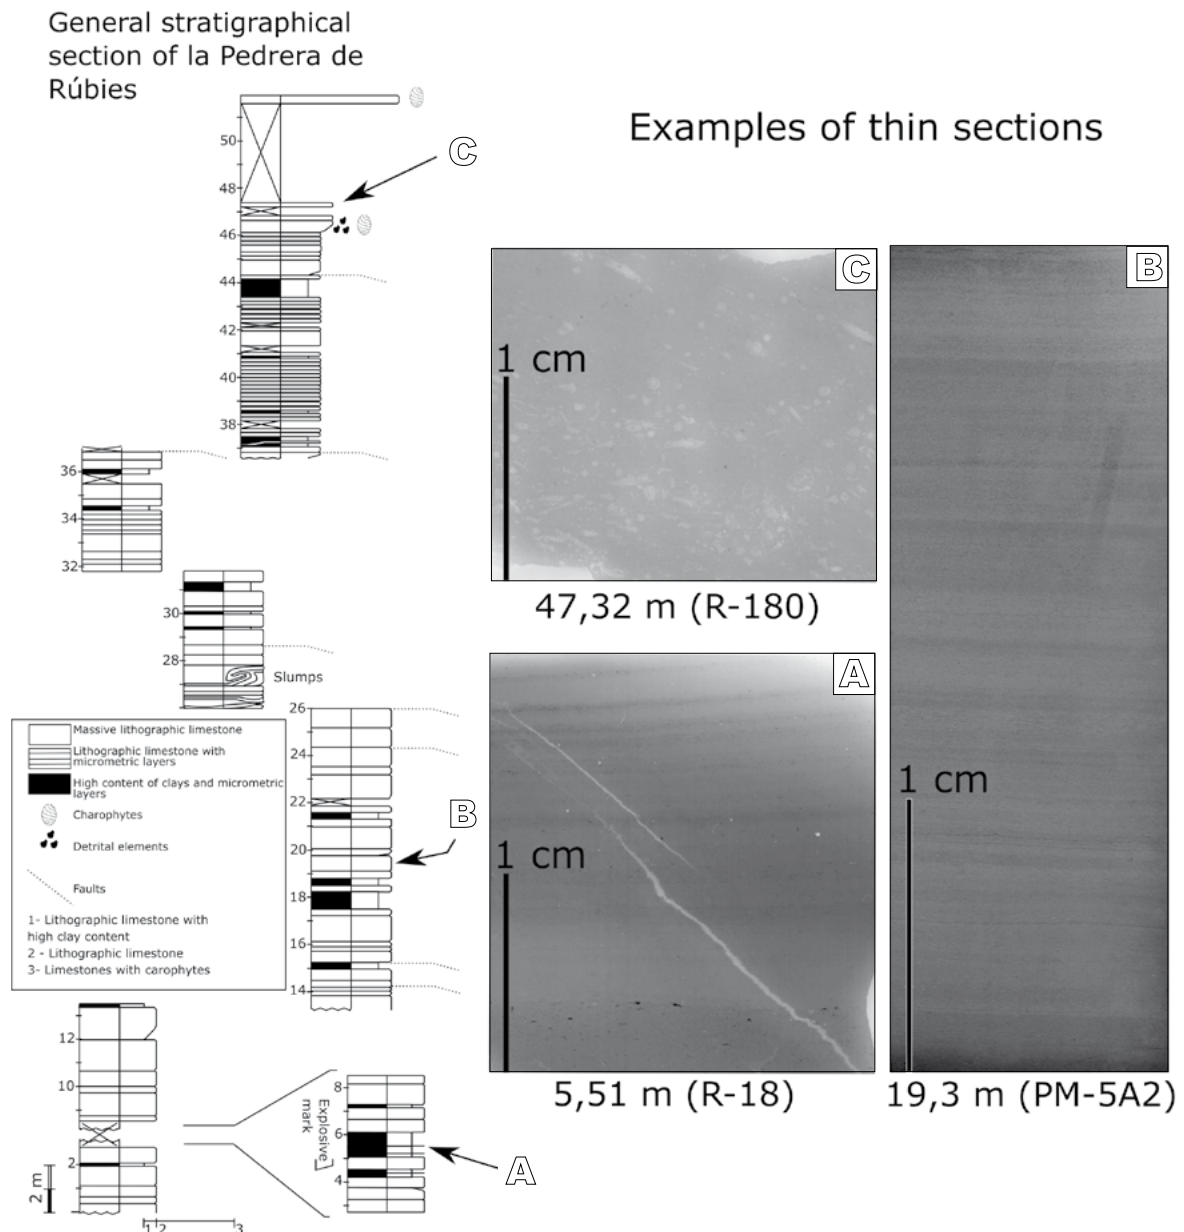 General stratigraphical
section of la Pedrera de
Rúbies
Examples of thin sections
50
48
46
44
42
40
38
C
36
34
32
30
28
Slumps
26
24
22
20
18
16
14
B
Massive lithographic limestone
Lithographic limestone with
micrometric layers
High content of clays and micrometric
layers
Charophytes
Detrital elements
Faults
1- Lithographic limestone with
high clay content
2 - Lithographic limestone
3- Limestones with carophytes
12
10
2
2 m
1 2 3
8
6
4
Explosive
mark
A
C
1 cm
47,32 m (R-180)
A
1 cm
5,51 m (R-18)
B
1 cm
19,3 m (PM-5A2)